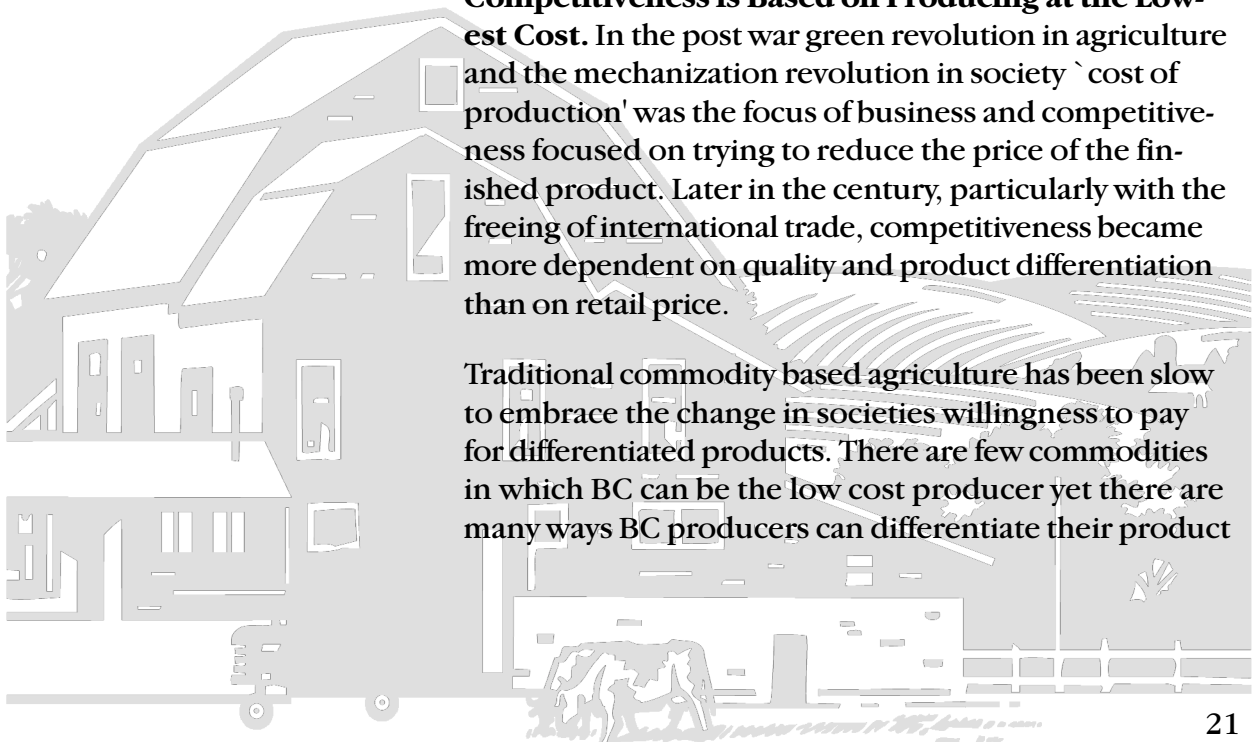 Competitiveness is Based on Producing at the Low-
est Cost. In the post war green revolution in agriculture
and the mechanization revolution in society `cost of
production' was the focus of business and competitive-
ness focused on trying to reduce the price of the fin-
ished product. Later in the century, particularly with the
freeing of international trade, competitiveness became
more dependent on quality and product differentiation
than on retail price.
Traditional commodity based agriculture has been slow
to embrace the change in societies willingness to pay
for differentiated products. There are few commodities
in which BC can be the low cost producer yet there are
many ways BC producers can differentiate their product
21